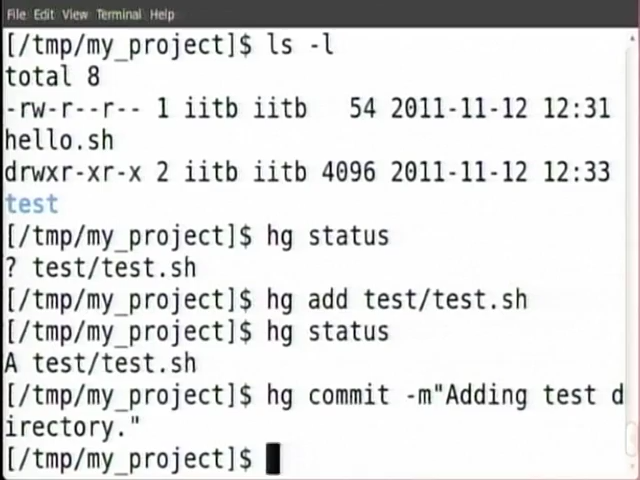 File Edit View Terminal Help
[/tmp/my_project]$ ls -l
total 8
-rw-r--r-- 1 iitb iitb   54 2011-11-12 12:31
hello.sh
drwxr-xr-x 2 iitb iitb 4096 2011-11-12 12:33
test
[/tmp/my_project]$ hg status
? test/test.sh
[/tmp/my_project]$ hg add test/test.sh
[/tmp/my_project]$ hg status
A test/test.sh
[/tmp/my_project]$ hg commit -m"Adding test d
irectory."
[/tmp/my_project]$